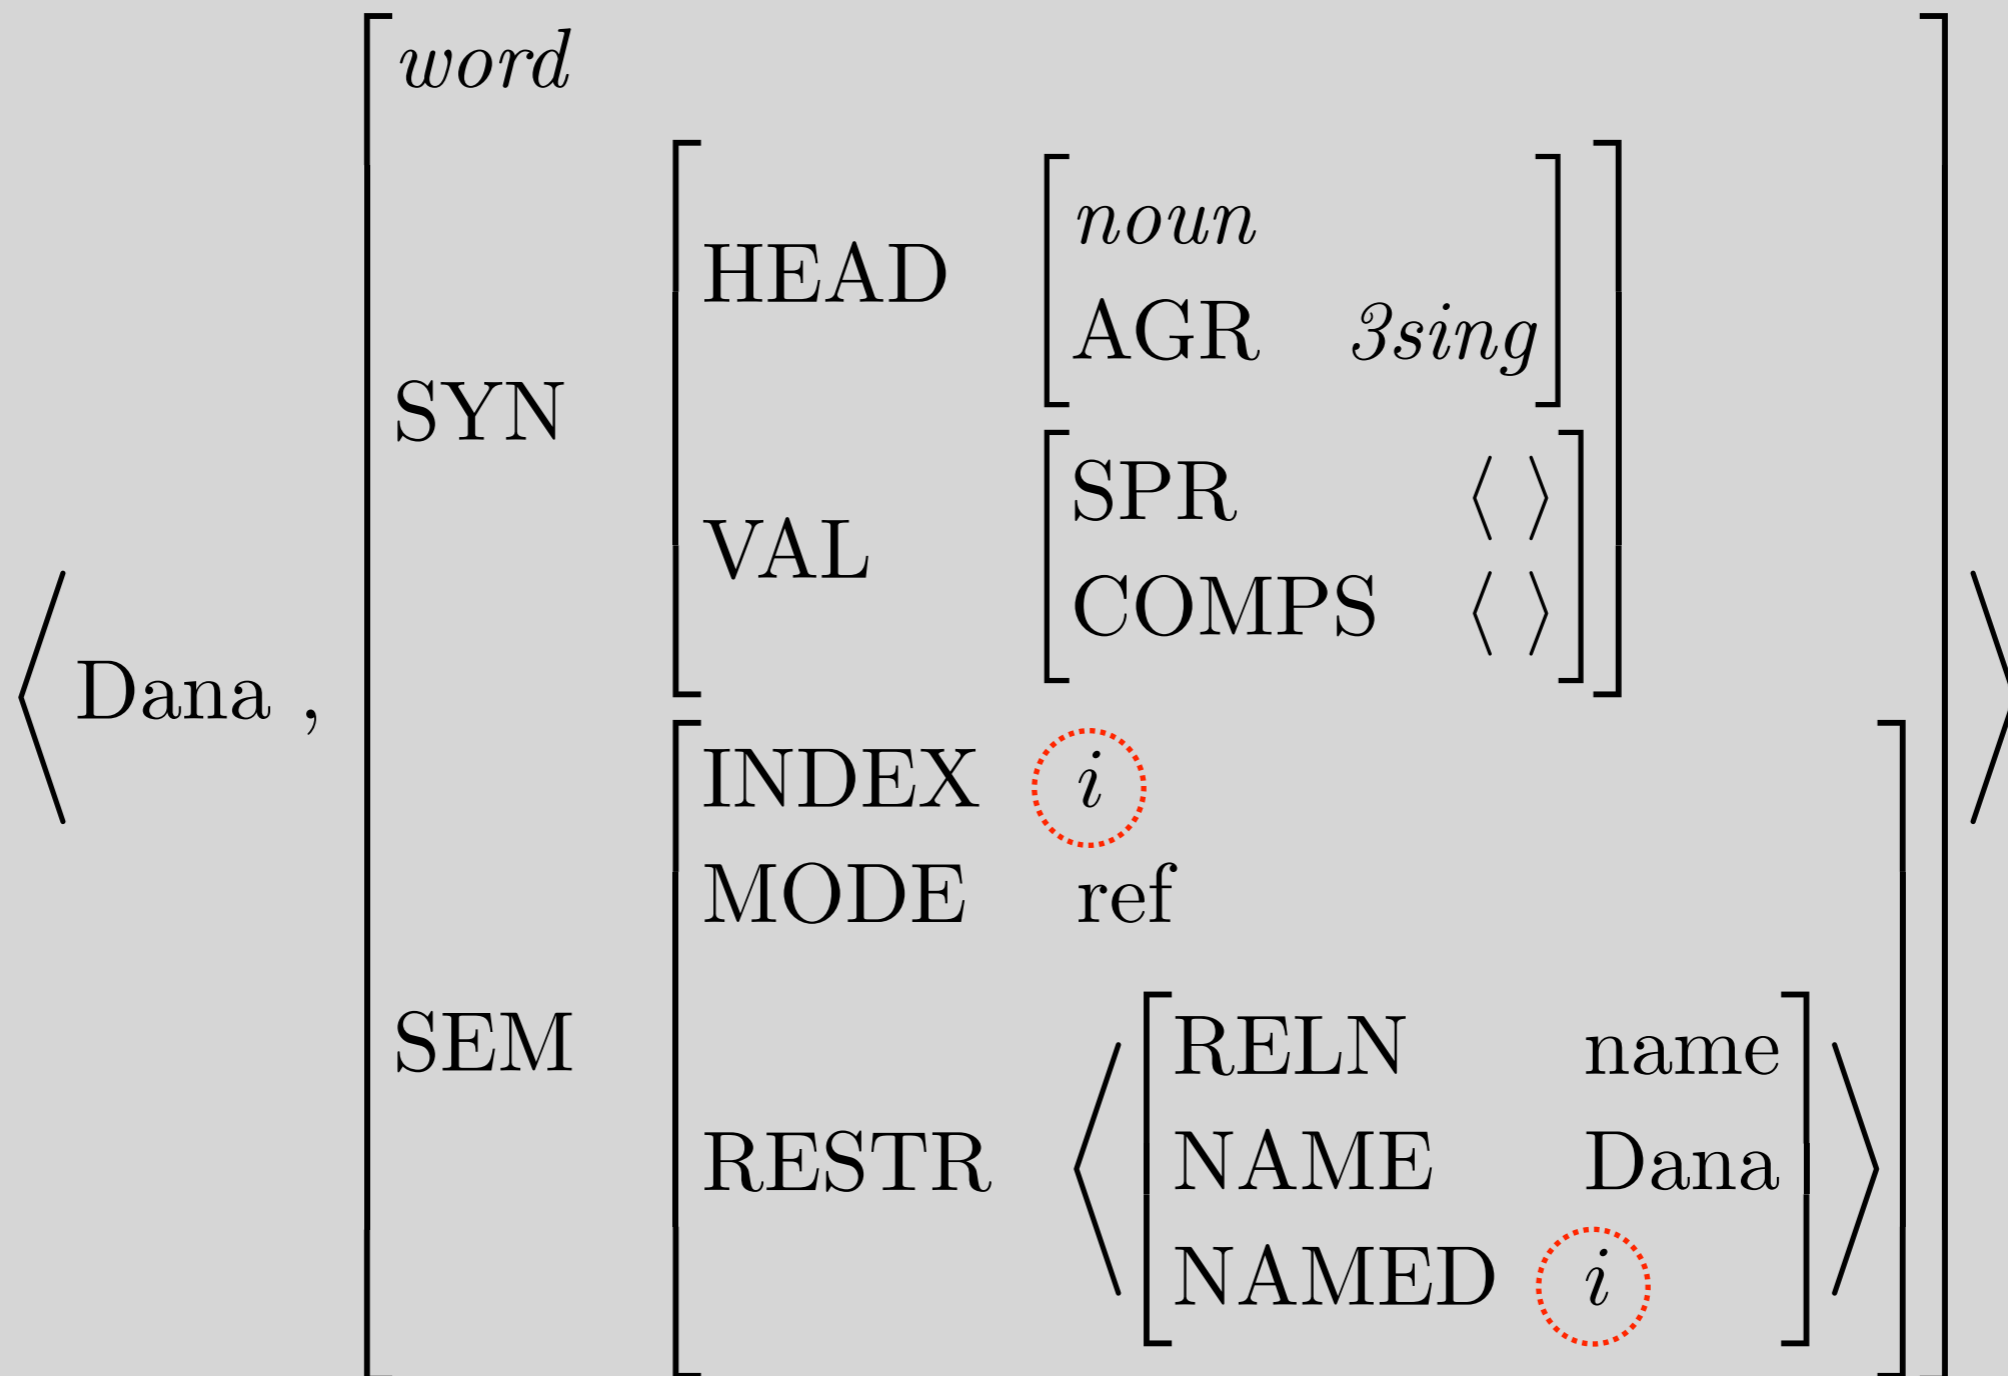 word
noun
HEAD
AGR 3sing
SYN
SPR ⟨ ⟩
VAL
COMPS ⟨ ⟩
⟨ Dana , ⟩
INDEX i
MODE ref
SEM
⟨ RELN name ⟩
RESTR NAME Dana
NAMED i